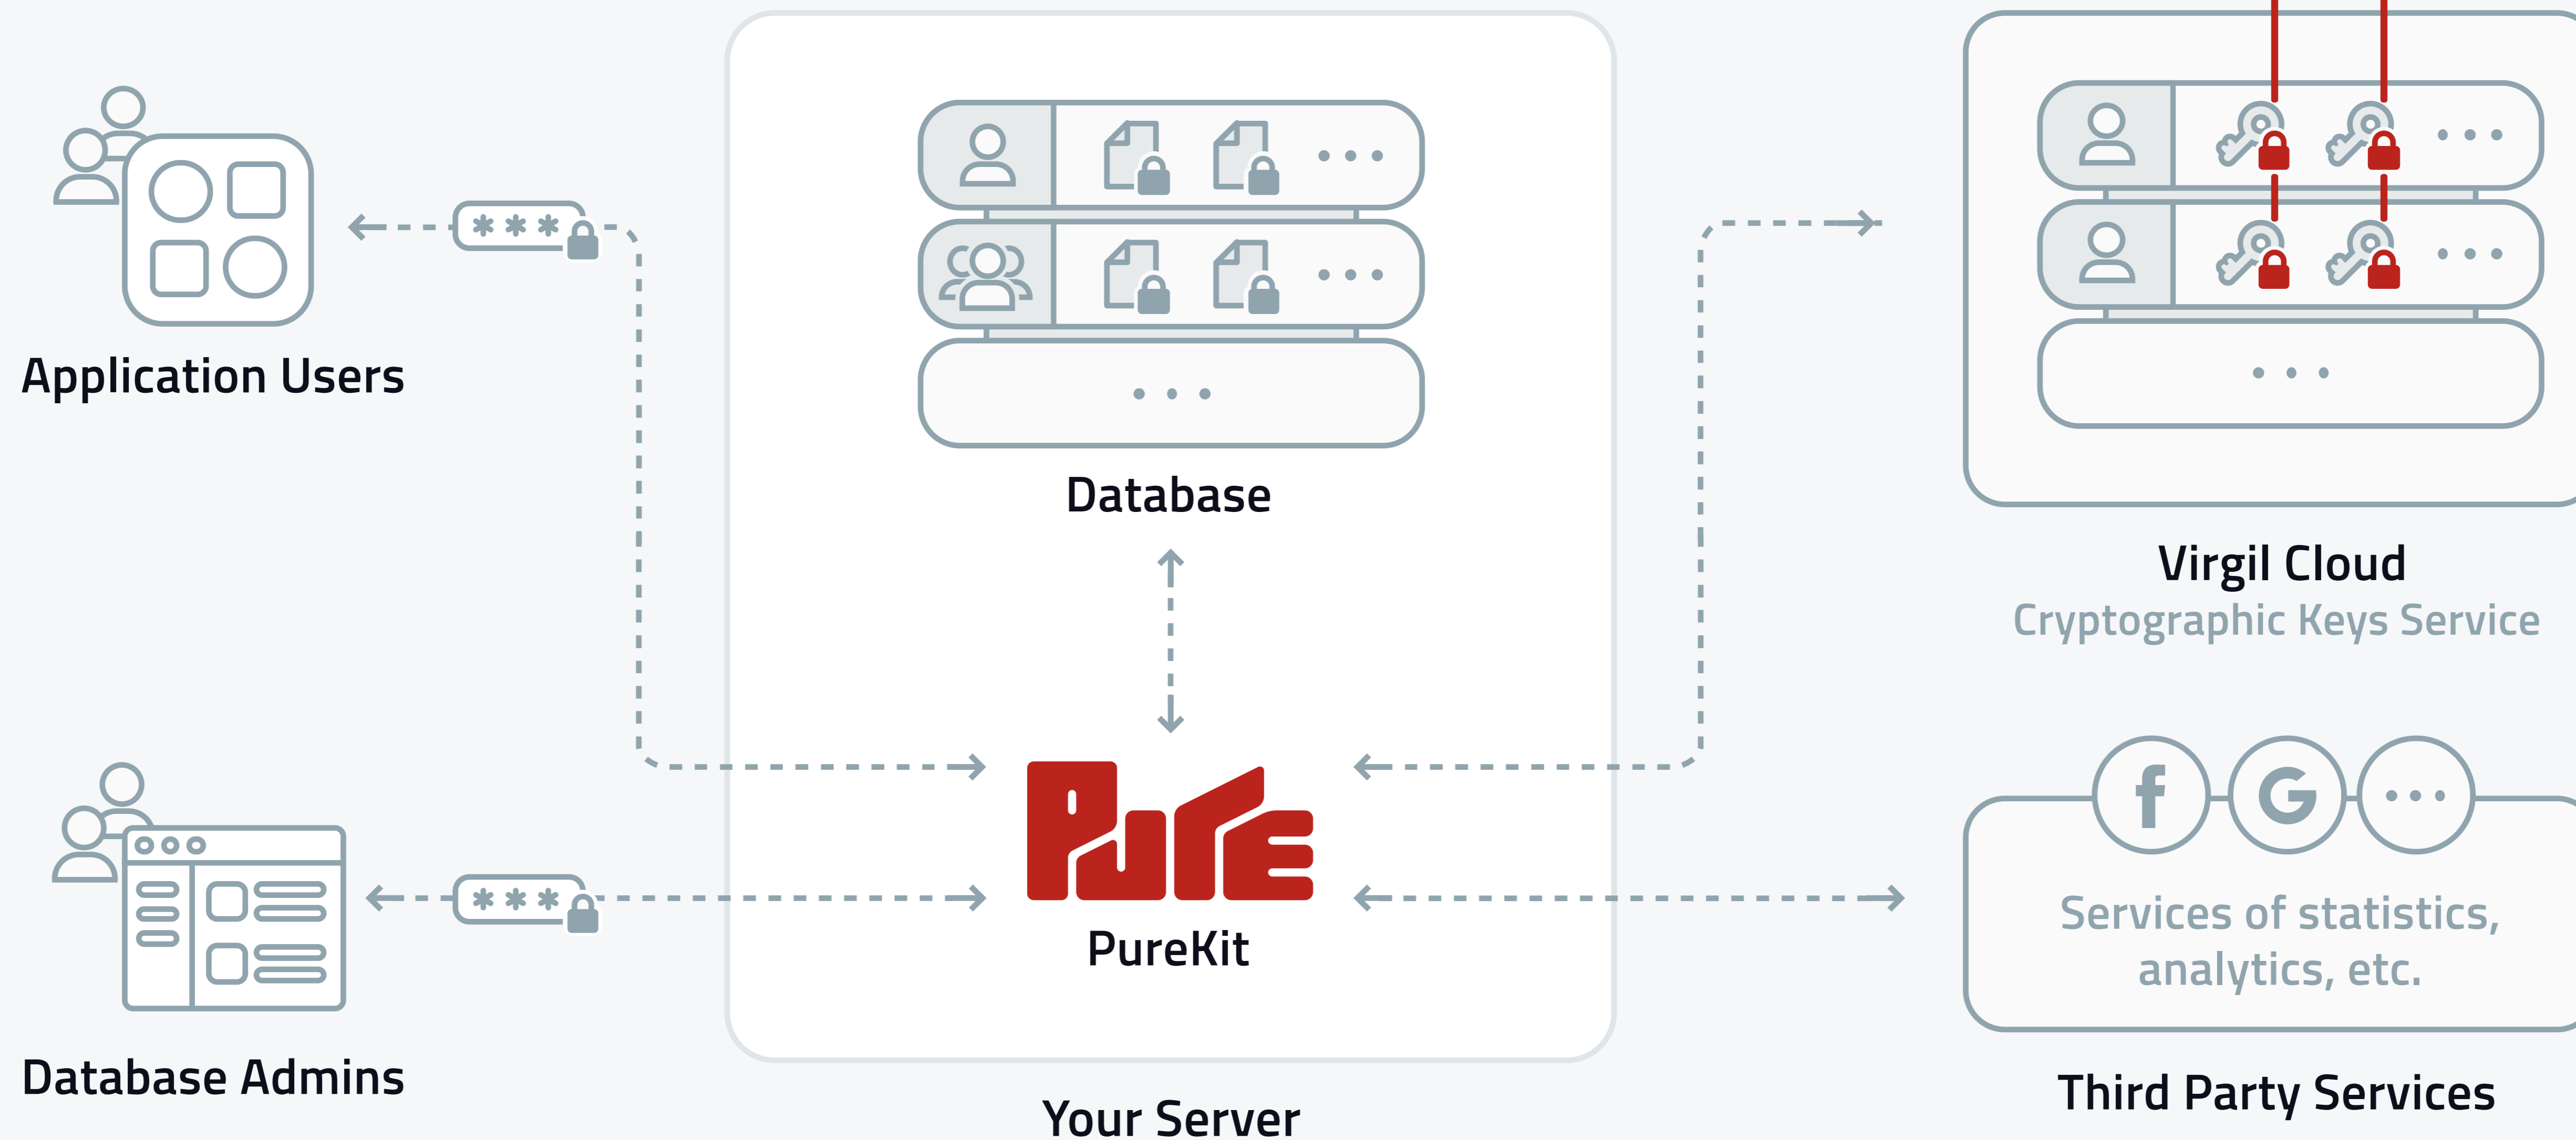 Application Users
* * *
Database
Virgil Cloud
Cryptographic Keys Service
Pure
PureKit
* * *
f G
Services of statistics,
analytics, etc.
Database Admins
Your Server
Third Party Services